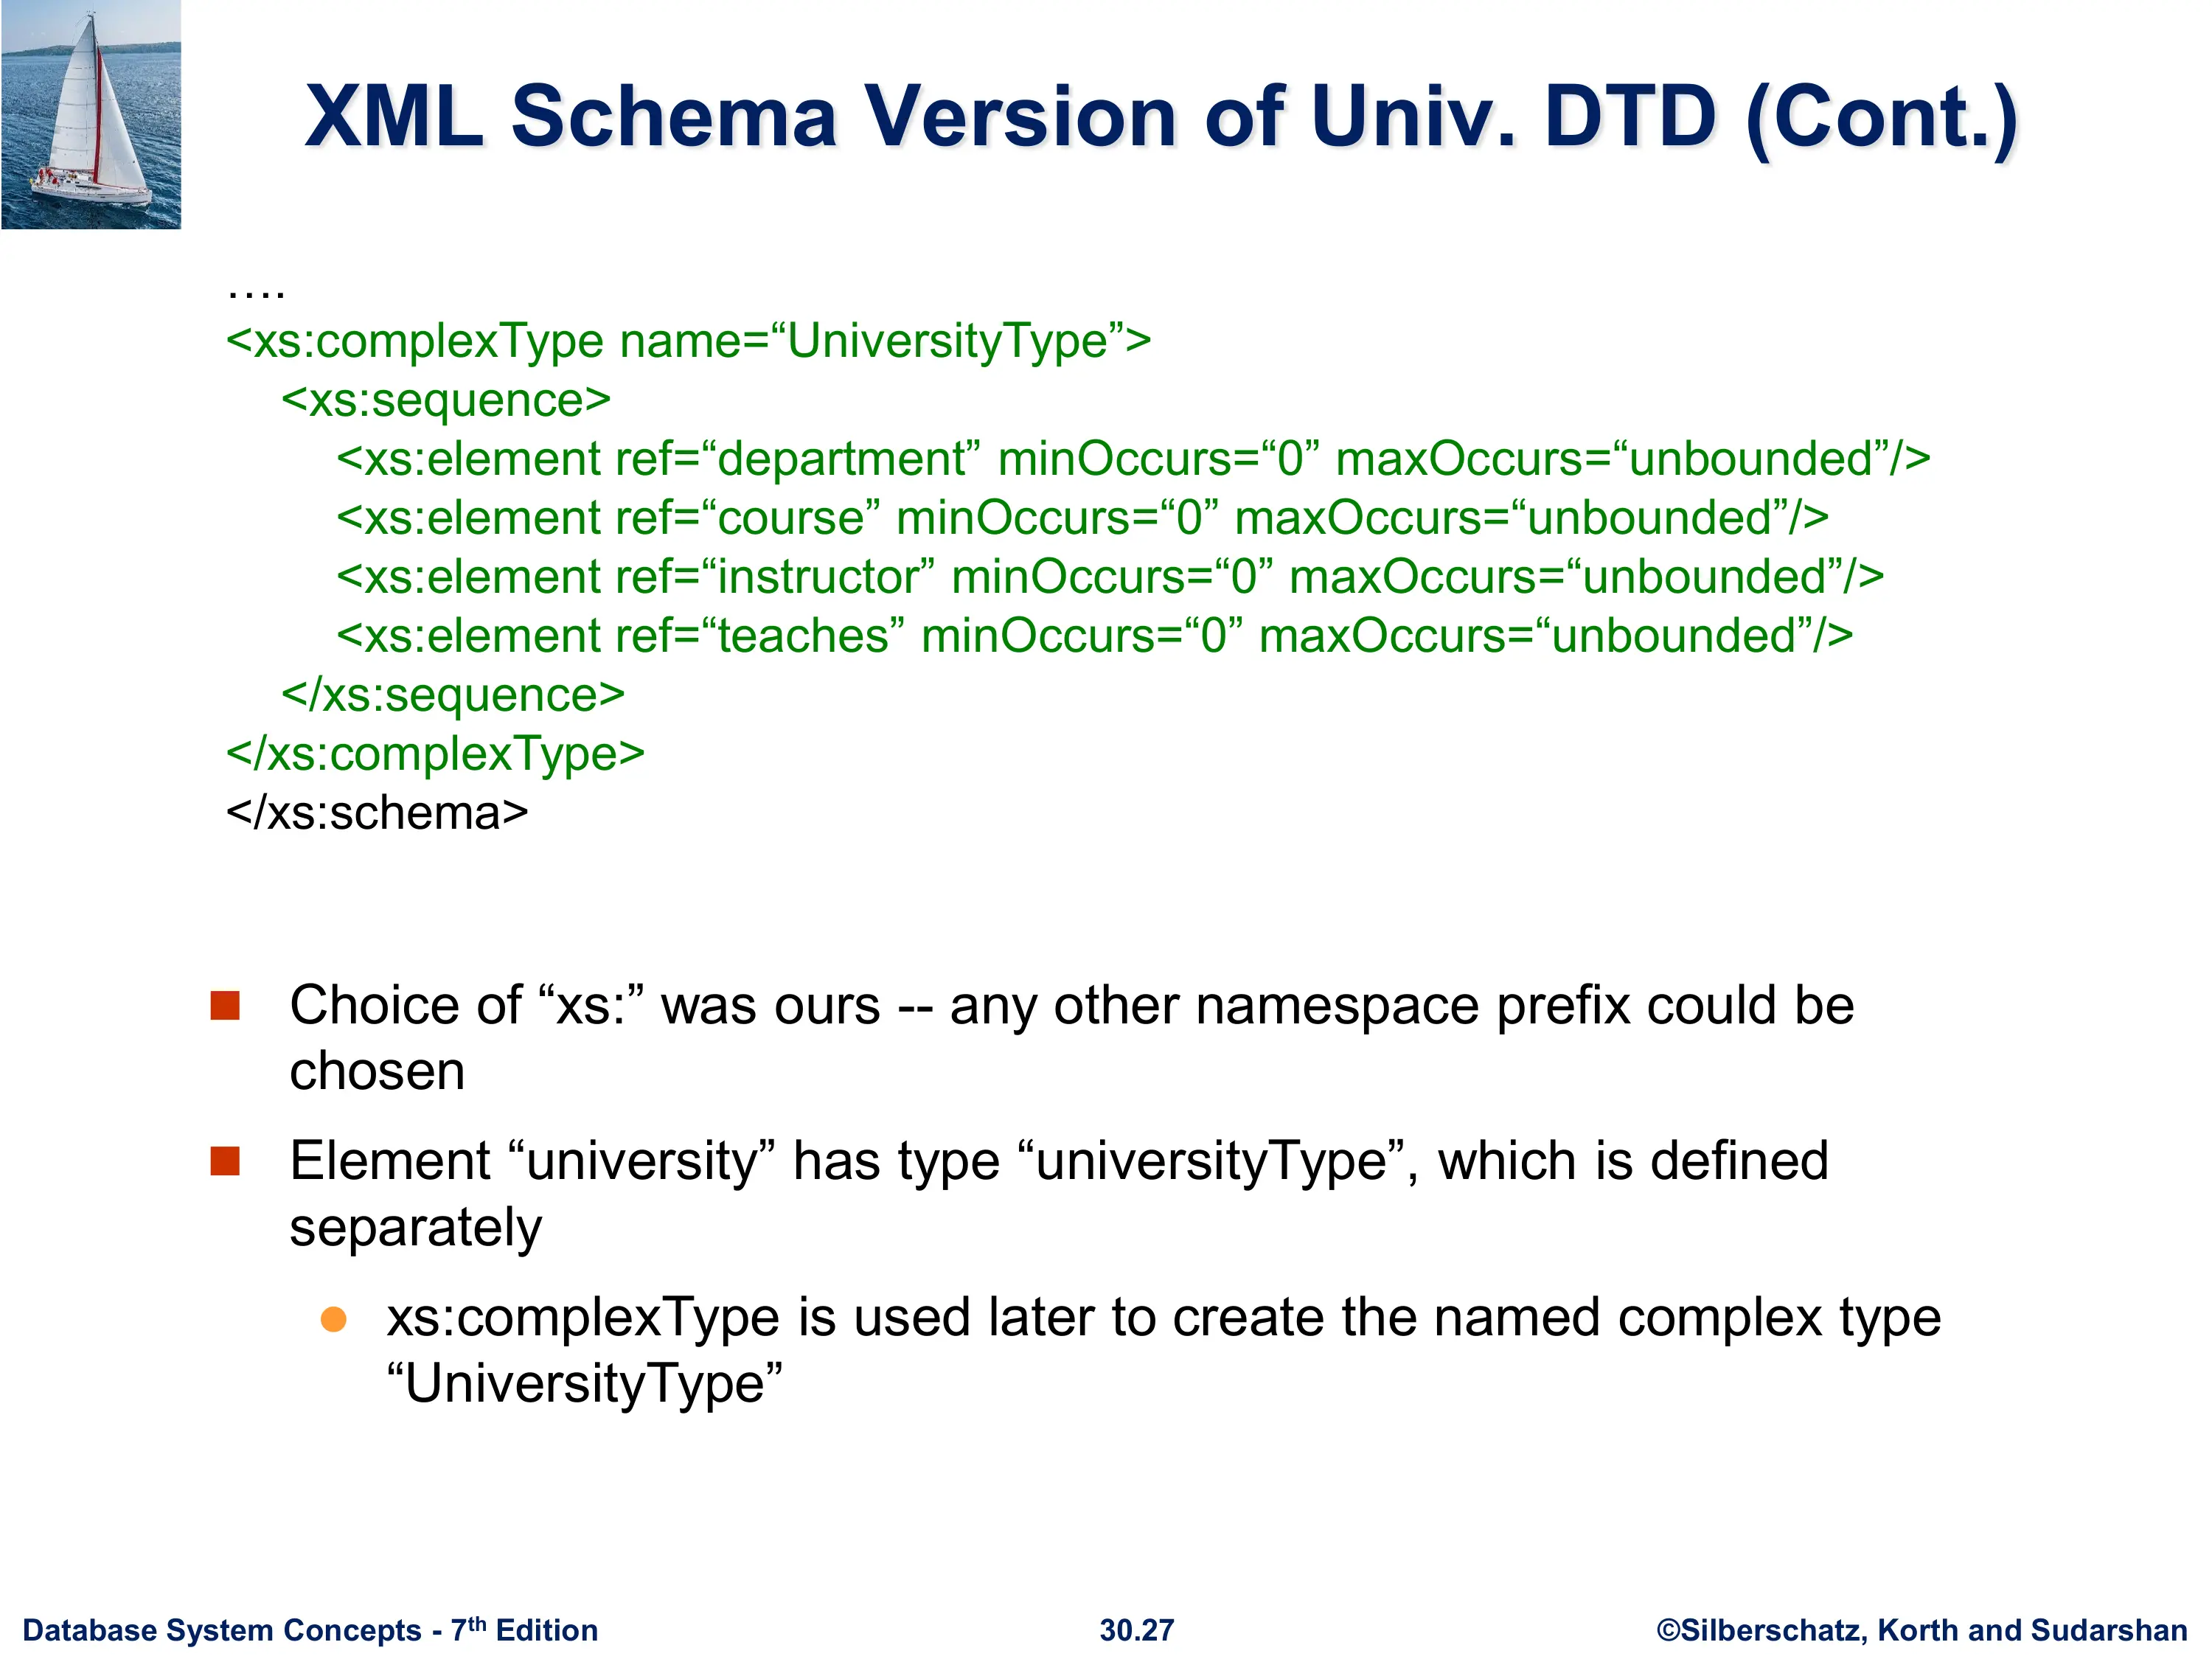 XML Schema Version of Univ. DTD (Cont.)
….
<xs:complexType name=“UniversityType”>
<xs:sequence>
<xs:element ref=“department” minOccurs=“0” maxOccurs=“unbounded”/>
<xs:element ref=“course” minOccurs=“0” maxOccurs=“unbounded”/>
<xs:element ref=“instructor” minOccurs=“0” maxOccurs=“unbounded”/>
<xs:element ref=“teaches” minOccurs=“0” maxOccurs=“unbounded”/>
</xs:sequence>
</xs:complexType>
</xs:schema>
Choice of “xs:” was ours -- any other namespace prefix could be
chosen
Element “university” has type “universityType”, which is defined
separately
xs:complexType is used later to create the named complex type
“UniversityType”
Database System Concepts - 7th Edition
30.27
©Silberschatz, Korth and Sudarshan